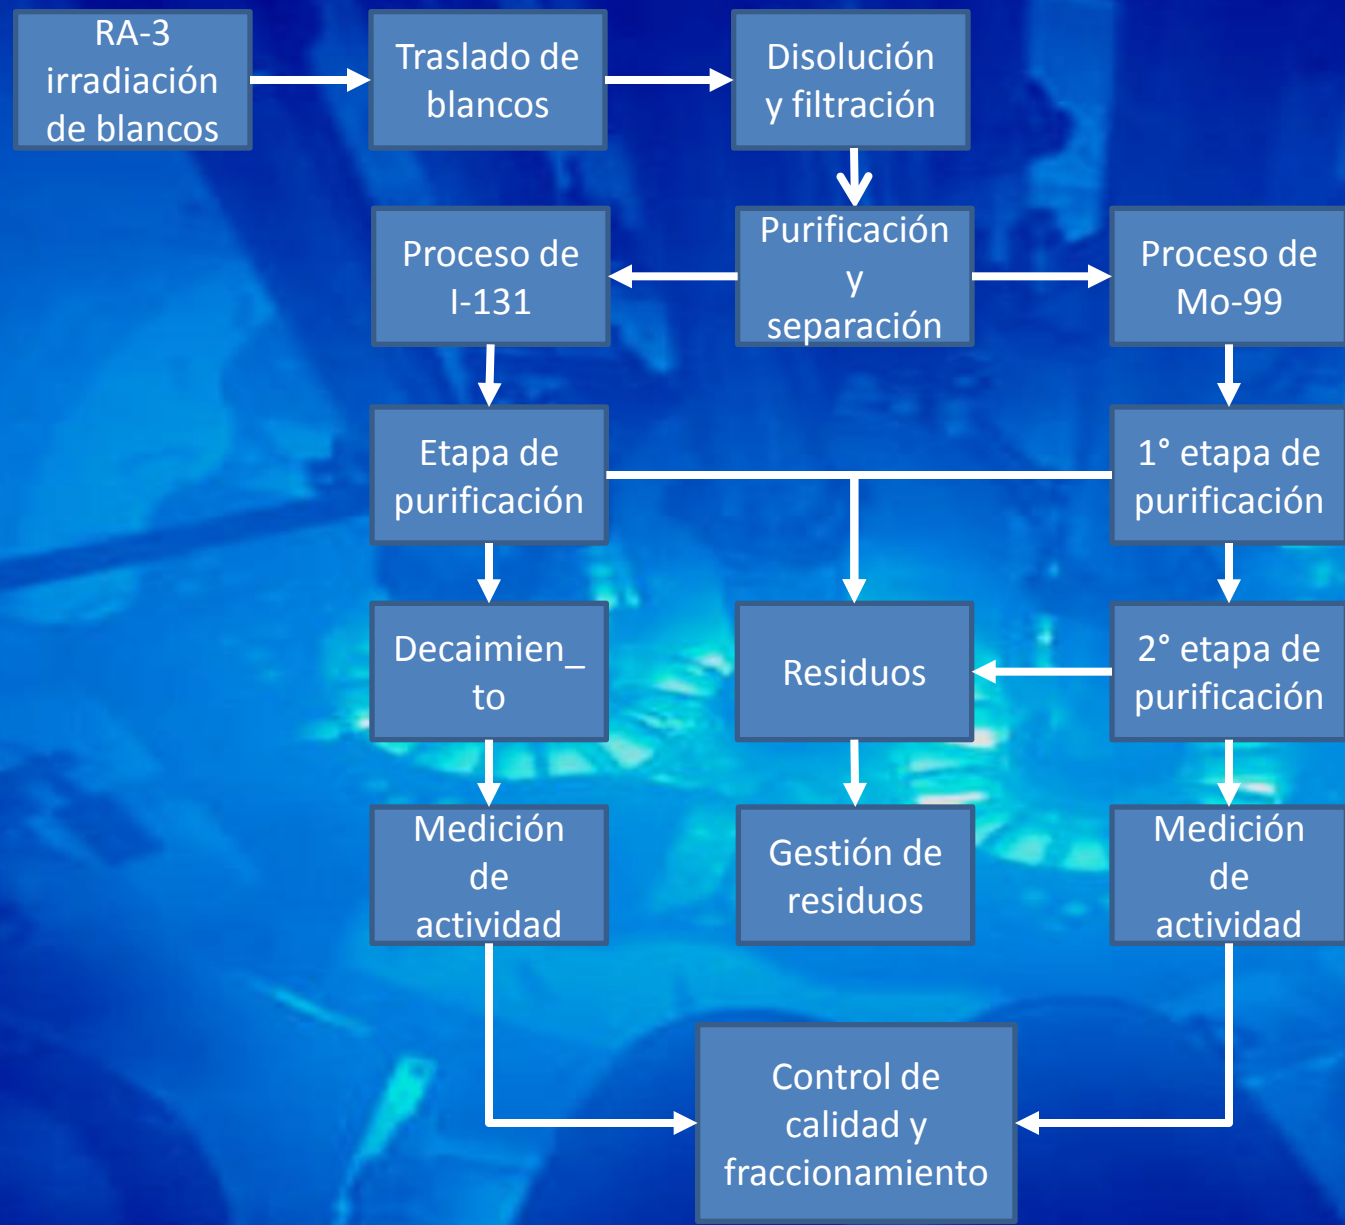 RA-3
irradiación
de blancos
Traslado de
blancos
Disolución
y filtración
Proceso de
I-131
Purificación
y
separación
Proceso de
Mo-99
Etapa de
purificación
1° etapa de
purificación
Decaimien_
to
Residuos
2° etapa de
purificación
Medición
de
actividad
Gestión de
residuos
Medición
de
actividad
Control de
calidad y
fraccionamiento